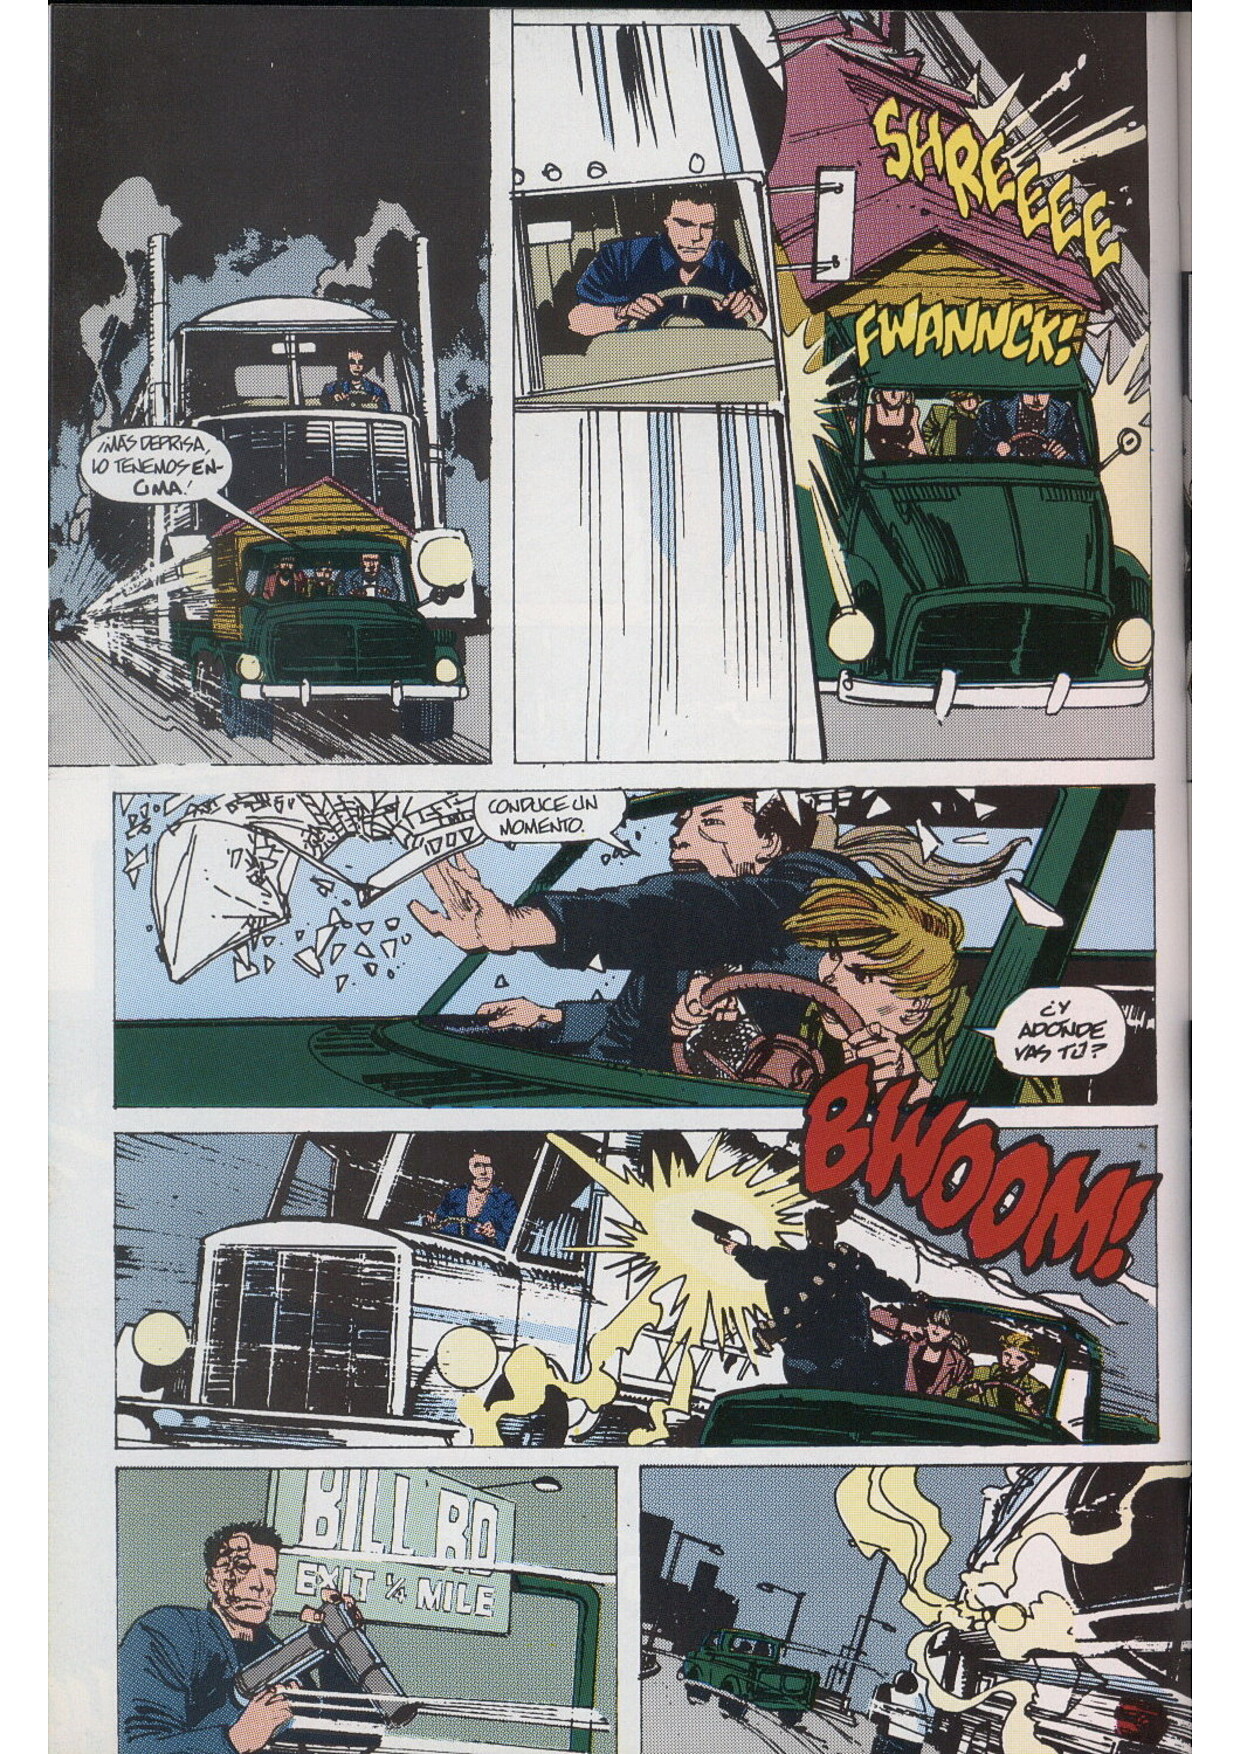 ¡MÁS DEPRISA,
LO TENEMOS EN-
CIMA!
SHREEEE
FWANNCK!
CONDUCE UN
MOMENTO.
¿Y
ADONDE
VAS TÚ?
BWOOM!
BILL RD
EXIT 1/4 MILE